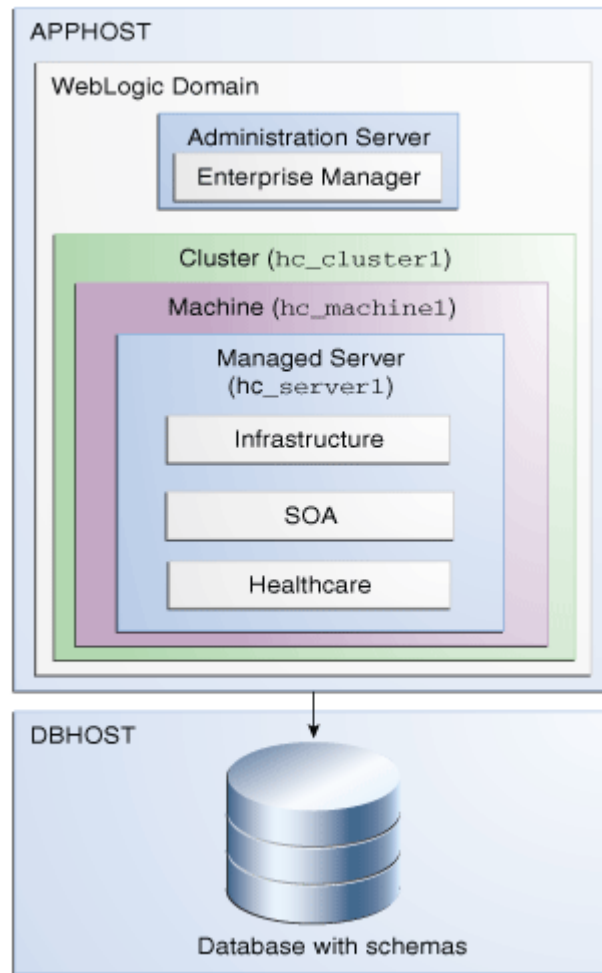 APPHOST
WebLogic Domain
Administration Server
Enterprise Manager
Cluster (hc_cluster1)
Machine (hc_machine1)
Managed Server
(hc_server1)
Infrastructure
SOA
Healthcare
DBHOST
Database with schemas